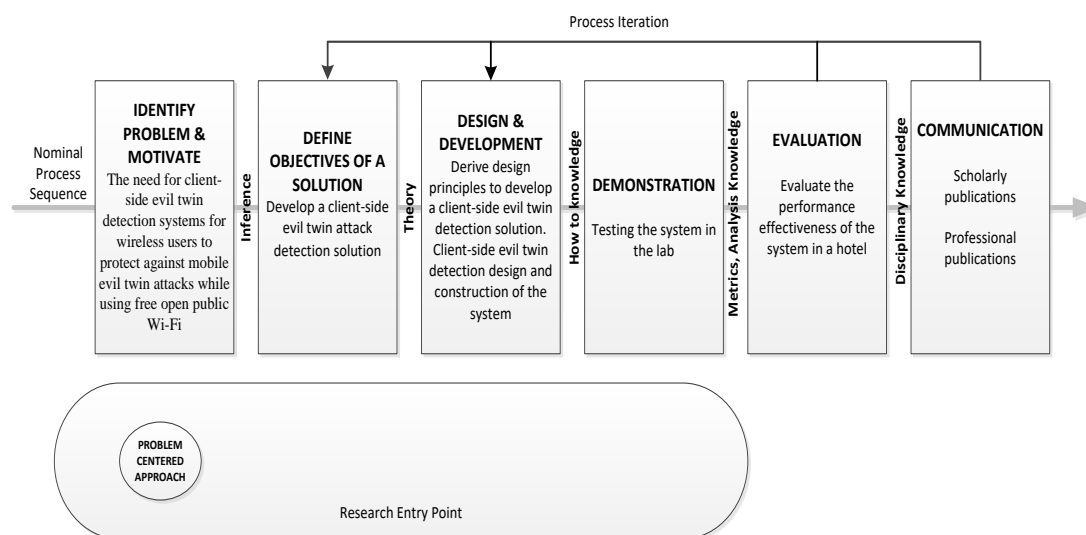 Process Iteration
Nominal
Process
Sequence
IDENTIFY
PROBLEM &
MOTIVATE
The need for client-
side evil twin
detection systems for
wireless users to
protect against mobile
evil twin attacks while
using free open public
Wi-Fi
Inference
DEFINE
OBJECTIVES OF A
SOLUTION
Develop a client-side
evil twin attack
detection solution
Theory
DESIGN &
DEVELOPMENT
Derive design
principles to develop
a client-side evil twin
detection solution.
Client-side evil twin
detection design and
construction of the
system
How to knowledge
DEMONSTRATION
Testing the system in
the lab
Metrics, Analysis Knowledge
EVALUATION
Evaluate the
performance
effectiveness of the
system in a hotel
Disciplinary Knowledge
COMMUNICATION
Scholarly
publications
Professional
publications
PROBLEM
CENTERED
APPROACH
Research Entry Point